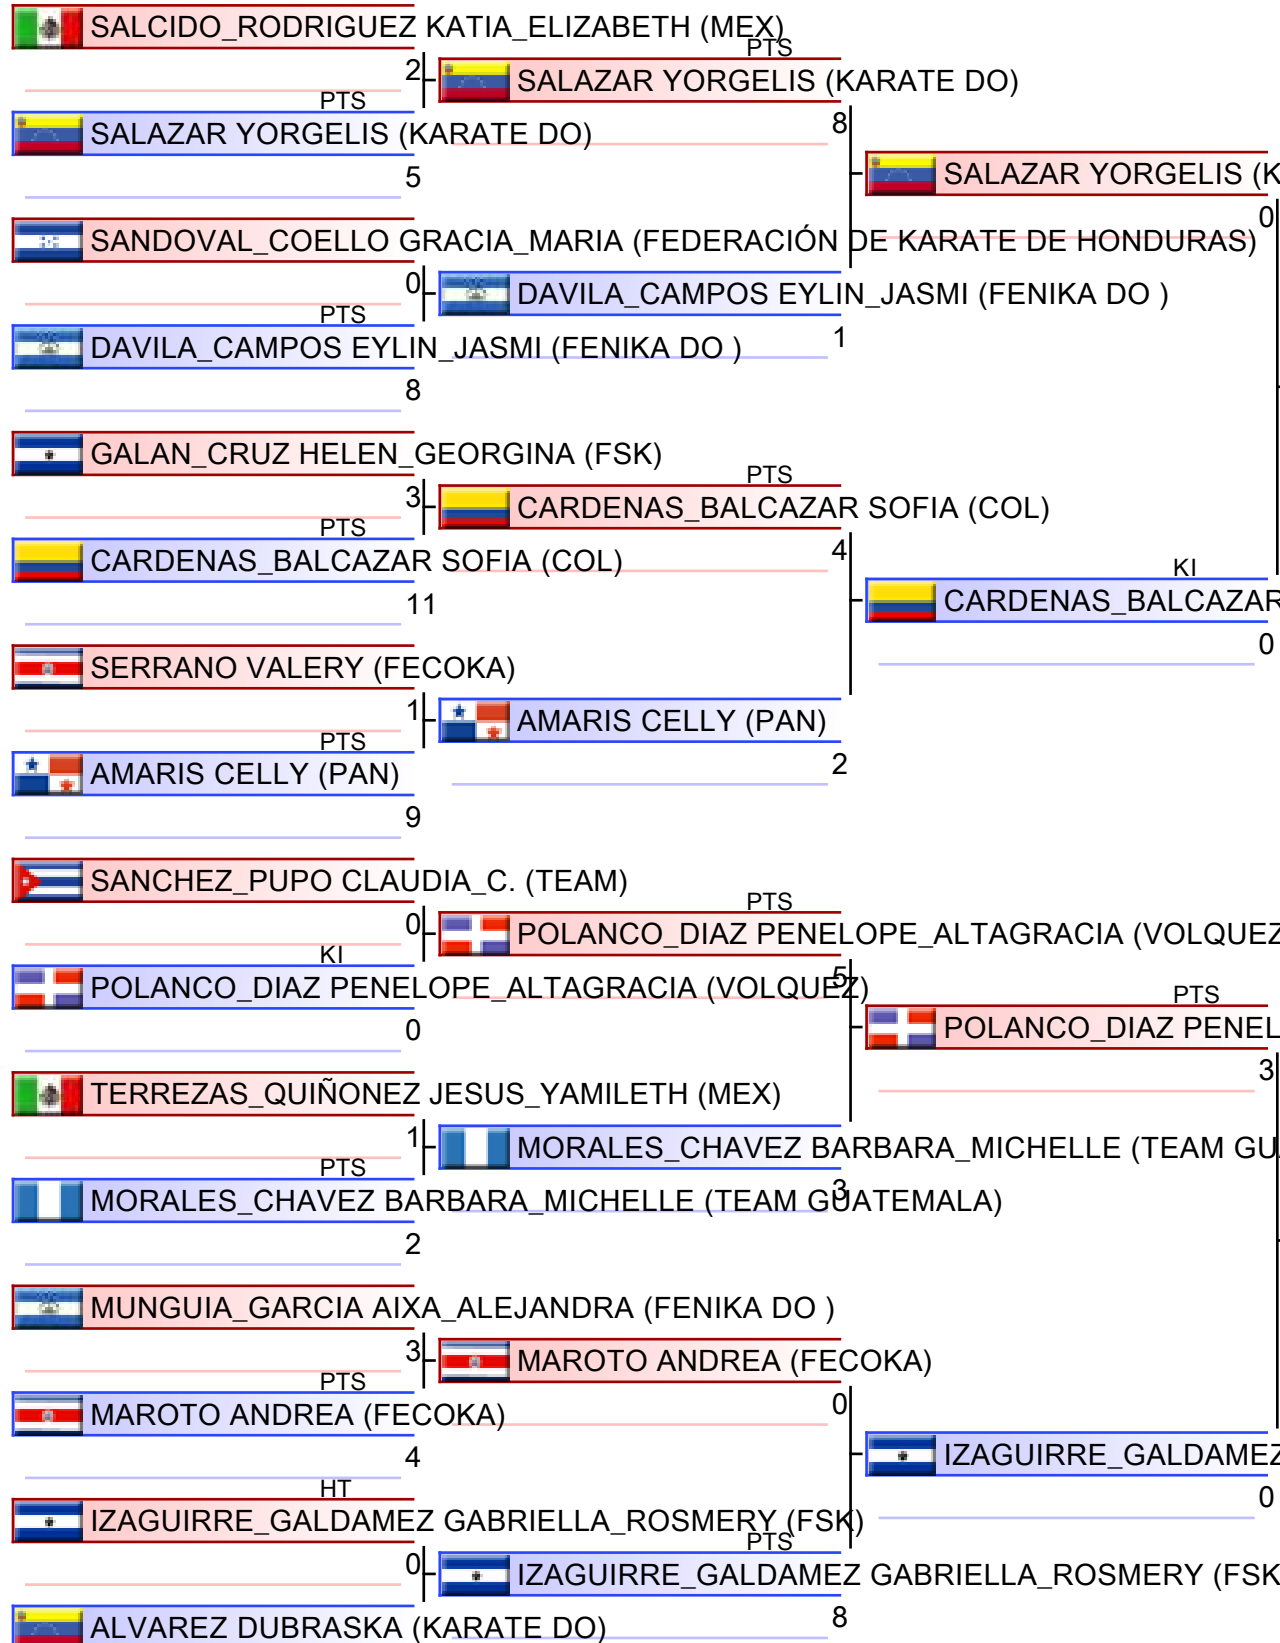 SALCIDO_RODRIGUEZ KATIA_ELIZABETH (MEX)
2
PTS
SALAZAR YORGELIS (KARATE DO)
5
SANDOVAL_COELLO GRACIA_MARIA (FEDERACIÓN DE KARATE DE HONDURAS)
0
PTS
DAVILA_CAMPOS EYLIN_JASMI (FENIKA DO )
8
GALAN_CRUZ HELEN_GEORGINA (FSK)
3
PTS
CARDENAS_BALCAZAR SOFIA (COL)
11
SERRANO VALERY (FECOKA)
1
PTS
AMARIS CELLY (PAN)
9
SANCHEZ_PUPO CLAUDIA_C. (TEAM)
0
KI
POLANCO_DIAZ PENELOPE_ALTAGRACIA (VOLQUEZ)
0
TERREZAS_QUIÑONEZ JESUS_YAMILETH (MEX)
1
PTS
MORALES_CHAVEZ BARBARA_MICHELLE (TEAM GUATEMALA)
2
MUNGUIA_GARCIA AIXA_ALEJANDRA (FENIKA DO )
3
PTS
MAROTO ANDREA (FECOKA)
4
HT
IZAGUIRRE_GALDAMEZ GABRIELLA_ROSMERY (FSK)
0
ALVAREZ DUBRASKA (KARATE DO)
PTS
SALAZAR YORGELIS (KARATE DO)
8
DAVILA_CAMPOS EYLIN_JASMI (FENIKA DO )
1
PTS
CARDENAS_BALCAZAR SOFIA (COL)
4
AMARIS CELLY (PAN)
2
PTS
POLANCO_DIAZ PENELOPE_ALTAGRACIA (VOLQUEZ
5
MORALES_CHAVEZ BARBARA_MICHELLE (TEAM GU
3
MAROTO ANDREA (FECOKA)
0
PTS
IZAGUIRRE_GALDAMEZ GABRIELLA_ROSMERY (FSK
8
SALAZAR YORGELIS (K
0
KI
CARDENAS_BALCAZAR
0
PTS
POLANCO_DIAZ PENEL
3
IZAGUIRRE_GALDAMEZ
0